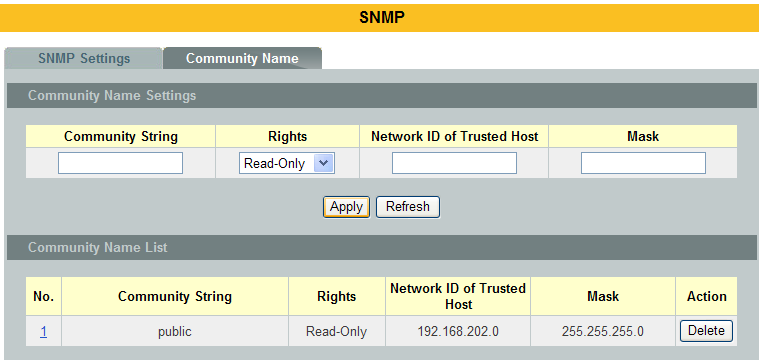 SNMP
SNMP Settings Community Name
Community Name Settings
Community String Rights Network ID of Trusted Host Mask
Read-Only
Apply Refresh
Community Name List
No. Community String Rights Network ID of Trusted Host Mask Action
1 public Read-Only 192.168.202.0 255.255.255.0 Delete